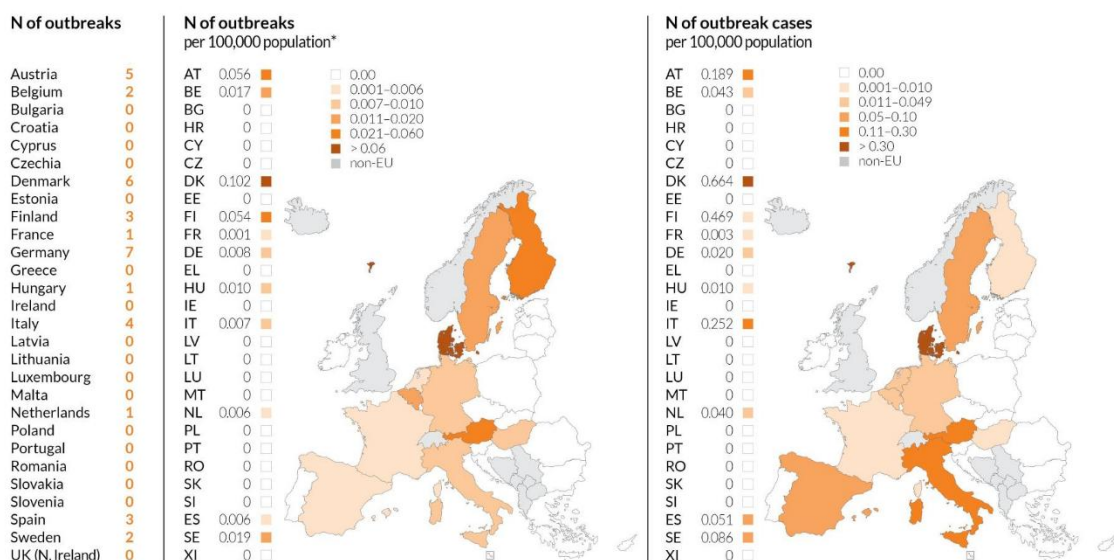 N of outbreaks
Austria 5
Belgium 2
Bulgaria 0
Croatia 0
Cyprus 0
Czechia 0
Denmark 6
Estonia 0
Finland 3
France 1
Germany 7
Greece 0
Hungary 1
Ireland 0
Italy 4
Latvia 0
Lithuania 0
Luxembourg 0
Malta 0
Netherlands 1
Poland 0
Portugal 0
Romania 0
Slovakia 0
Slovenia 0
Spain 3
Sweden 2
UK (N. Ireland) 0
N of outbreaks
per 100,000 population*
AT 0.056
BE 0.017
BG 0
HR 0
CY 0
CZ 0
DK 0.102
EE 0
FI 0.054
FR 0.001
DE 0.008
EL 0
HU 0.010
IE 0
IT 0.007
LV 0
LT 0
LU 0
MT 0
NL 0.006
PL 0
PT 0
RO 0
SK 0
SI 0
ES 0.006
SE 0.019
XI 0
0.00
0.001–0.006
0.007–0.010
0.011–0.020
0.021–0.060
> 0.06
non-EU
N of outbreak cases
per 100,000 population
AT 0.189
BE 0.043
BG 0
HR 0
CY 0
CZ 0
DK 0.664
EE 0
FI 0.469
FR 0.003
DE 0.020
EL 0
HU 0.010
IE 0
IT 0.252
LV 0
LT 0
LU 0
MT 0
NL 0.040
PL 0
PT 0
RO 0
SK 0
SI 0
ES 0.051
SE 0.086
XI 0
0.00
0.001–0.010
0.011–0.049
0.05–0.10
0.11–0.30
> 0.30
non-EU